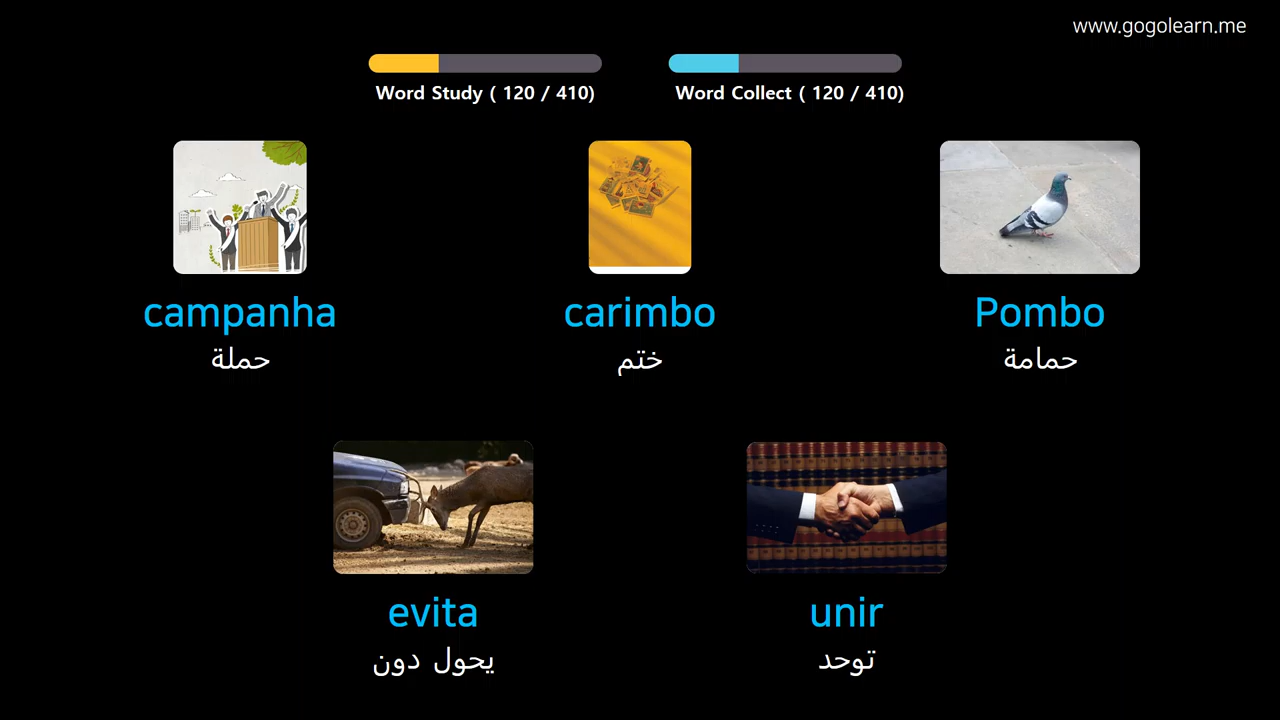 www.gogolearn.me
Word Study ( 120 / 410)
Word Collect ( 120 / 410)
campanha
حملة
carimbo
ختم
Pombo
حمامة
evita
يحول دون
unir
توحد